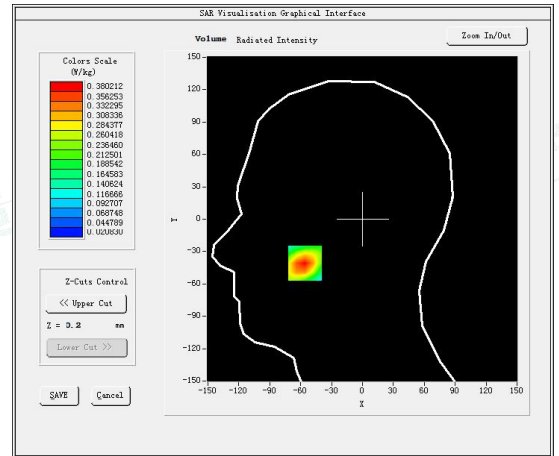 SAR Visualisation Graphical Interface
Volume Radiated Intensity
Zoom In/Out
Colors Scale
(W/kg)
0.380212
0.356253
0.332295
0.308336
0.284377
0.260418
0.236460
0.212501
0.188542
0.164583
0.140624
0.116666
0.092707
0.068748
0.044789
0.020830
Z-Cuts Control
<< Upper Cut
Z = 0.2 mm
Lower Cut >>
SAVE Cancel
150
120
90
60
30
0
-30
-60
-90
-120
-150
Y
-150 -120 -90 -60 -30 0 30 60 90 120 150
X